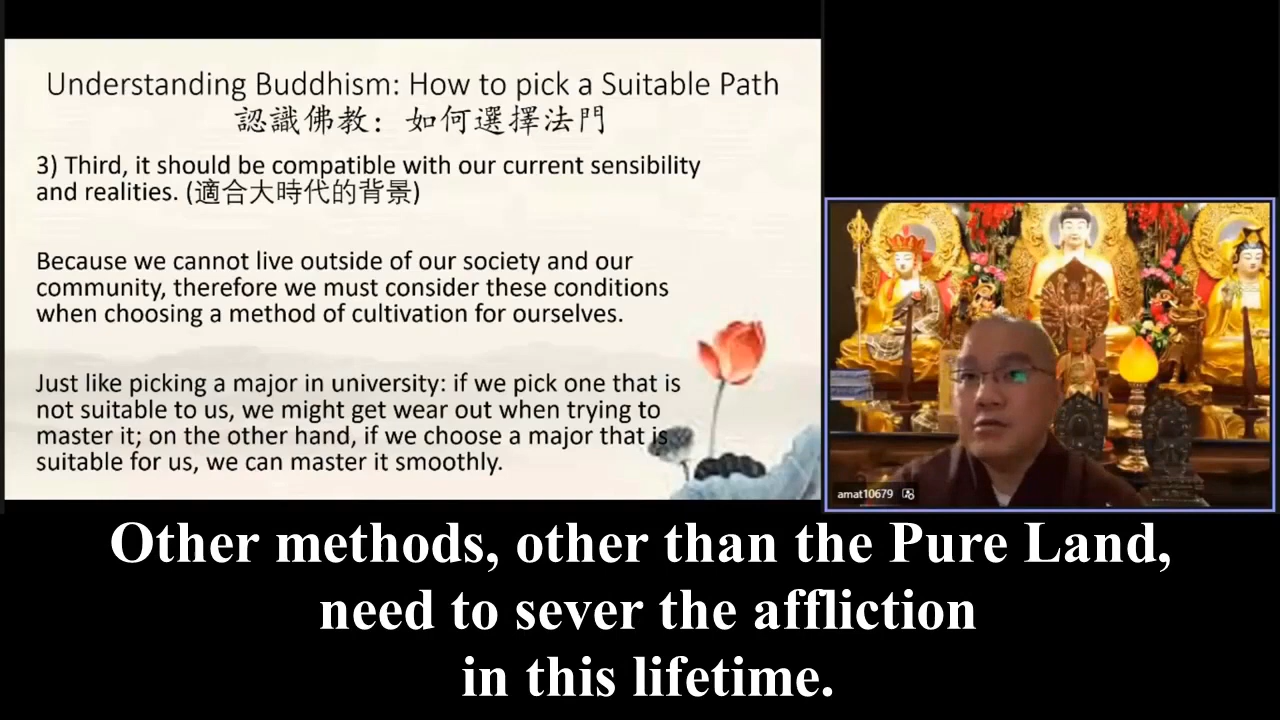 Understanding Buddhism: How to pick a Suitable Path
認識佛教：如何選擇法門
3) Third, it should be compatible with our current sensibility
and realities. (適合大時代的背景)
Because we cannot live outside of our society and our
community, therefore we must consider these conditions
when choosing a method of cultivation for ourselves.
Just like picking a major in university: if we pick one that is
not suitable to us, we might get wear out when trying to
master it; on the other hand, if we choose a major that is
suitable for us, we can master it smoothly.
amat10679
Other methods, other than the Pure Land,
need to sever the affliction
in this lifetime.